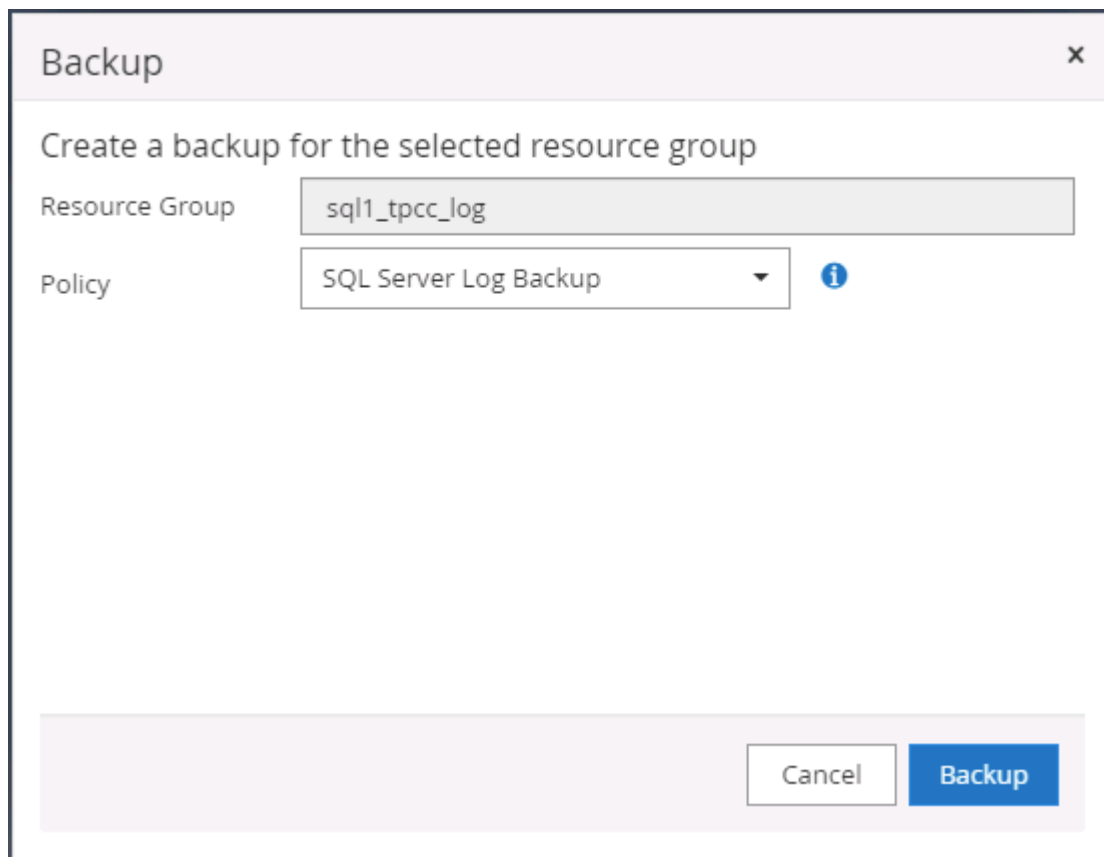 Backup
Create a backup for the selected resource group
Resource Group
sql1_tpcc_log
Policy
SQL Server Log Backup
Cancel
Backup